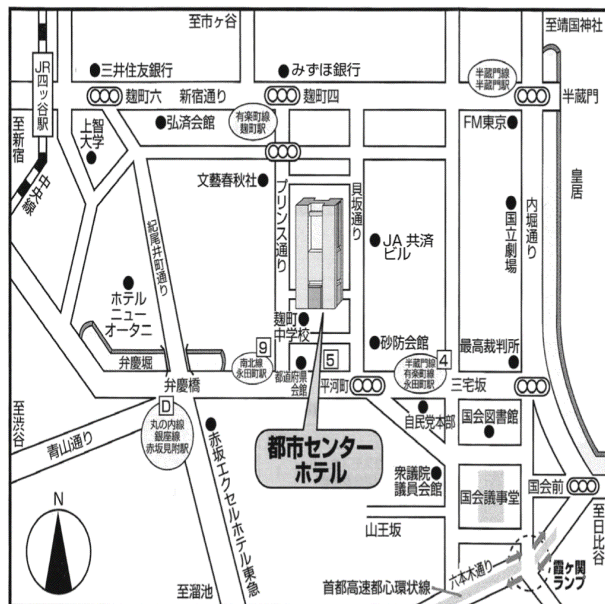 至市ヶ谷
至靖国神社
JR四ッ谷駅
三井住友銀行
みずほ銀行
半蔵門線
半蔵門駅
麹町六
新宿通り
麹町四
半蔵門
至新宿
上智
大学
弘済会館
有楽町線
麹町駅
FM東京
皇居
中央線
文藝春秋社
プリンス通り
貝坂通り
国立劇場
内堀通り
紀尾井町通り
JA 共済
ビル
ホテル
ニュー
オータニ
麹町
中学校
砂防会館
最高裁判所
弁慶堀
9
南北線
永田町駅
都道府県
会館
5
半蔵門線
有楽町線
永田町駅
4
弁慶橋
平河町
三宅坂
至渋谷
D
丸の内線
銀座線
赤坂見附駅
自民党本部
国会図書館
青山通り
赤坂エクセルホテル東急
都市センター
ホテル
衆議院
議員会館
国会議事堂
国会前
至日比谷
山王坂
N
六本木通り
霞ヶ関
ランプ
首都高速都心環状線
至溜池